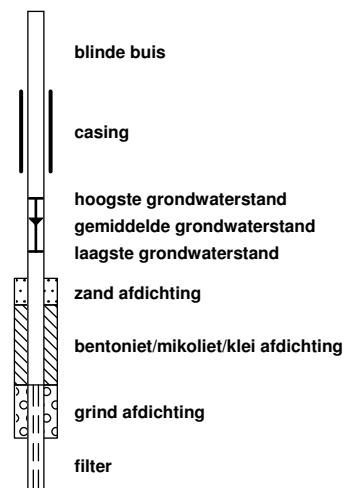 blinde buis
casing
hoogste grondwaterstand
gemiddelde grondwaterstand
laagste grondwaterstand
zand afdichting
bentoniet/mikoliet/klei afdichting
grind afdichting
filter